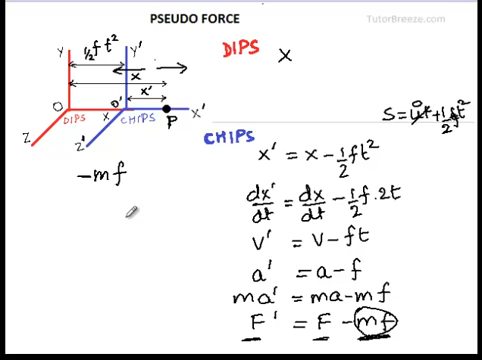 PSEUDO FORCE
TutorBreeze.com
Y ½ft² Y'
DIPS X
x
x'
O O' X'
DIPS X CHIPS P
Z Z'
S = ut + ½ft²
CHIPS
-mf
x' = x - ½ft²
dx'/dt = dx/dt - ½f.2t
v' = v - ft
a' = a - f
ma' = ma - mf
F' = F - mf